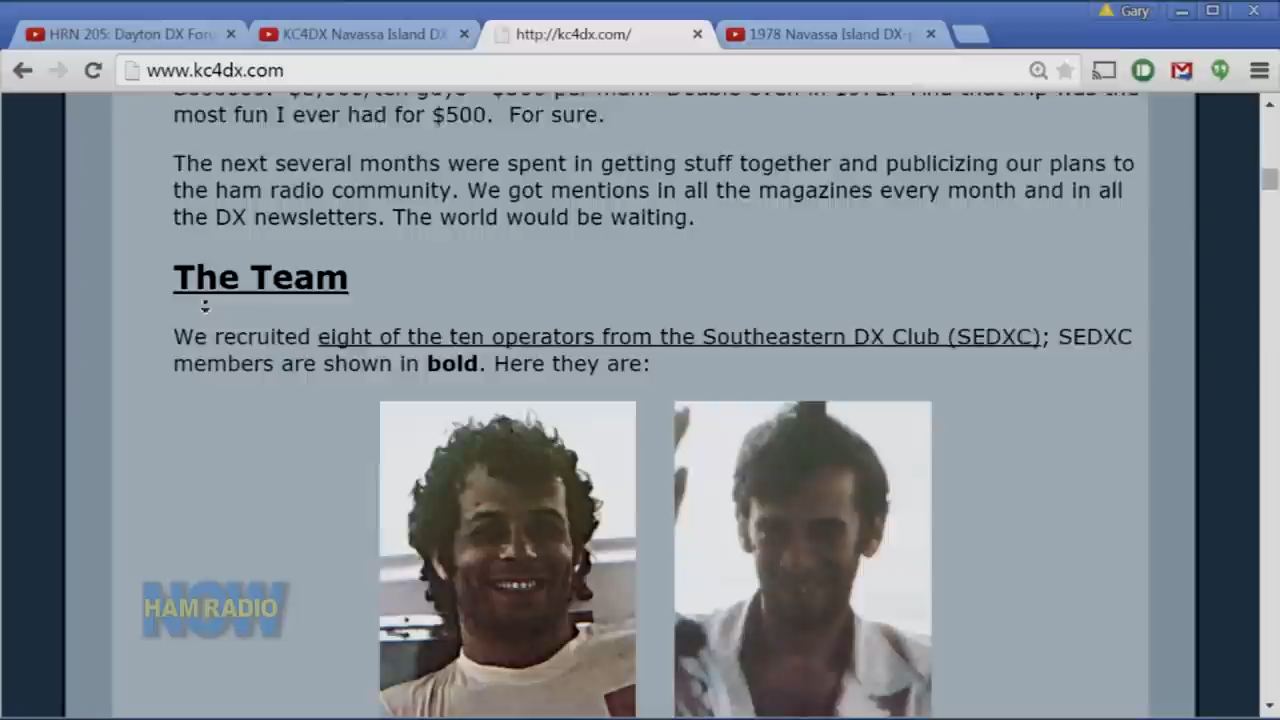 Gary
HRN 205: Dayton DX For
KC4DX Navassa Island DX
http://kc4dx.com/
1978 Navassa Island DX-
www.kc4dx.com
most fun I ever had for $500. For sure.
The next several months were spent in getting stuff together and publicizing our plans to
the ham radio community. We got mentions in all the magazines every month and in all
the DX newsletters. The world would be waiting.
The Team
We recruited eight of the ten operators from the Southeastern DX Club (SEDXC); SEDXC
members are shown in bold. Here they are:
HAM RADIO
NOW